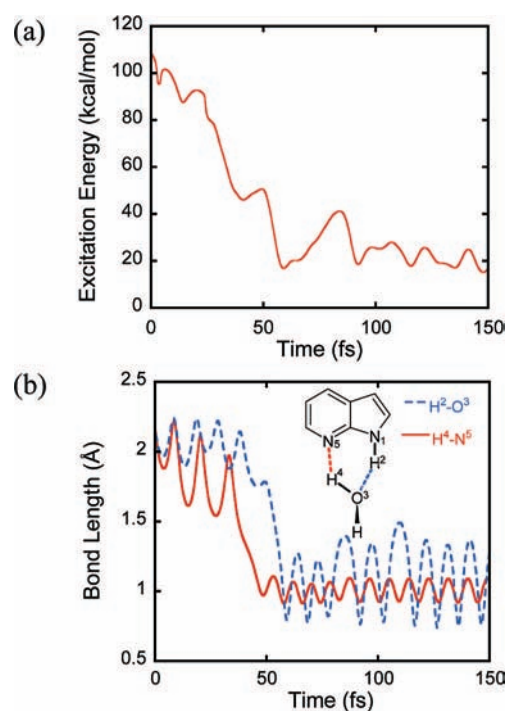 (a)
Excitation Energy (kcal/mol)
120
100
80
60
40
20
0
0 50 100 150
Time (fs)
(b)
Bond Length (Å)
2.5
2
1.5
1
0.5
0 50 100 150
Time (fs)
H²-O³
H⁴-N⁵
N₅ N₁
H²
H⁴
O³
H